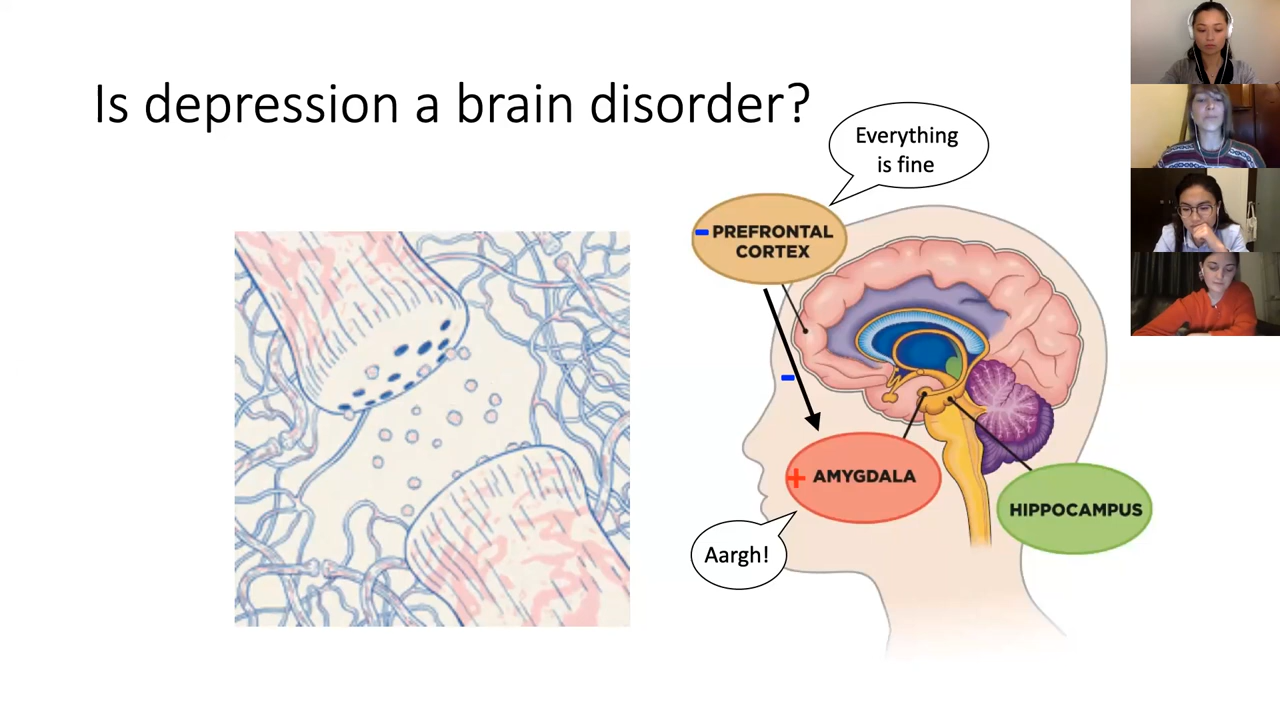 Is depression a brain disorder?
Everything
is fine
- PREFRONTAL
CORTEX
-
+ AMYGDALA
HIPPOCAMPUS
Aargh!